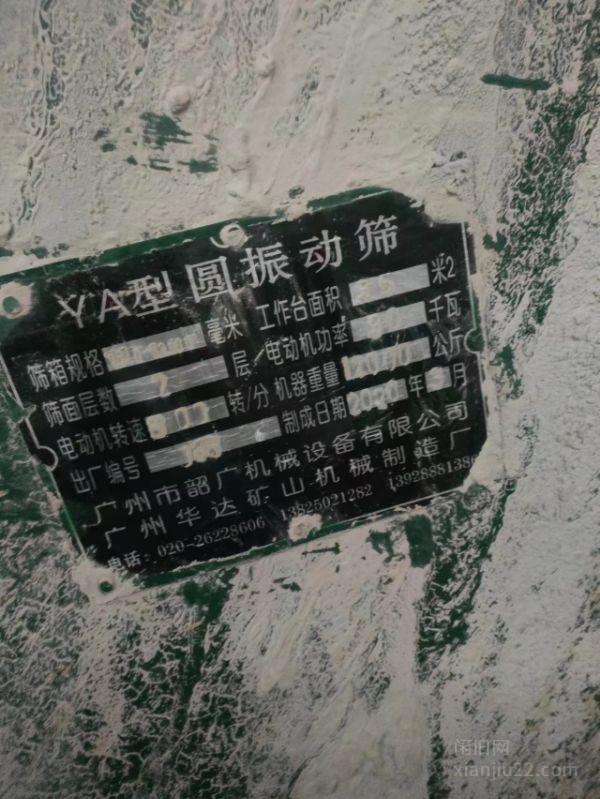 YA型圆振动筛
筛箱规格 毫米 工作台面积 米2
筛面层数 2 层 电动机功率 千瓦
电动机转速 转/分 机器重量 12000 公斤
出厂编号 制成日期 2020 年 月
广州市韶广机械设备有限公司
广州华达矿山机械制造厂
电话:020-26228606 13825021282 13928881386
闲旧网
xianjiu22.com